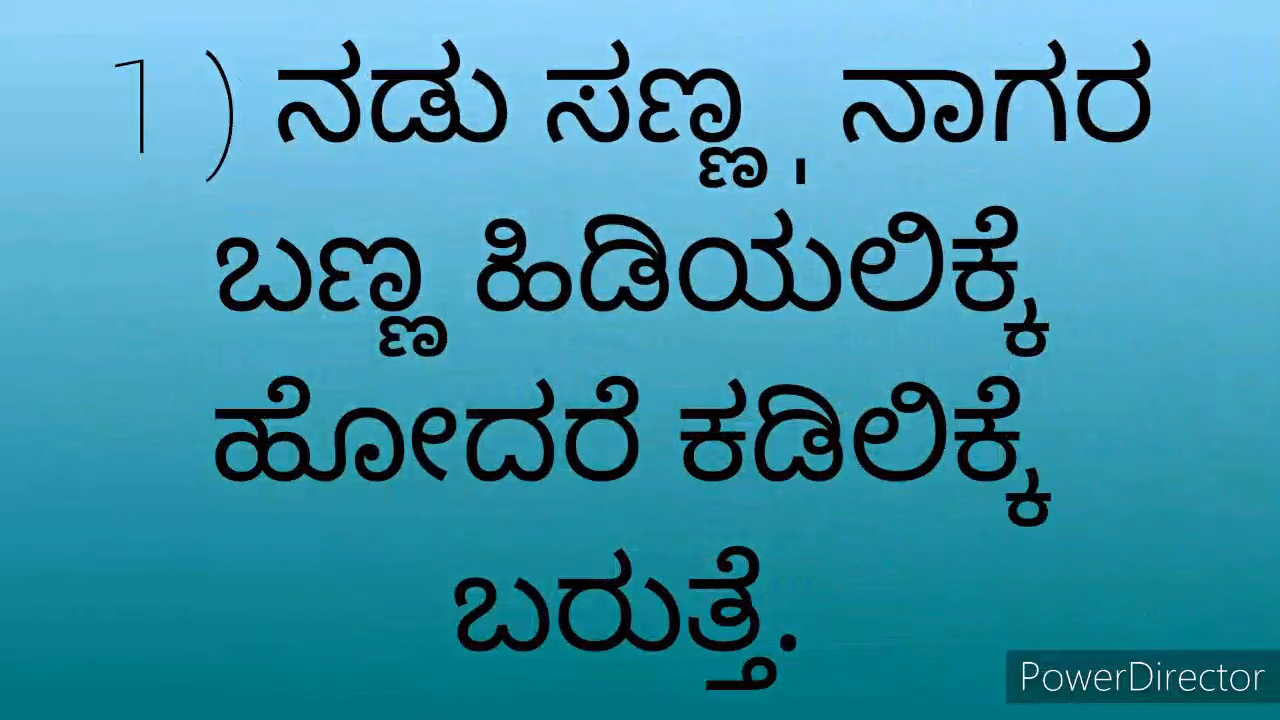 1 ) ನಡು ಸಣ್ಣ , ನಾಗರ
ಬಣ್ಣ ಹಿಡಿಯಲಿಕ್ಕೆ
ಹೋದರೆ ಕಡಿಲಿಕ್ಕೆ
ಬರುತ್ತೆ.
PowerDirector